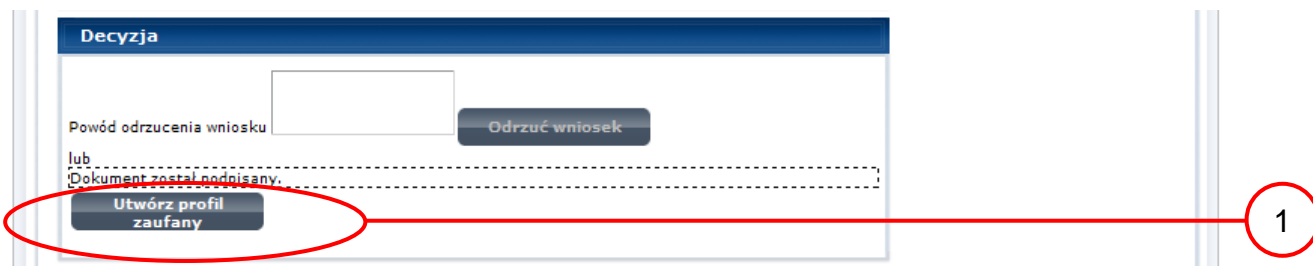 Decyzja
Powód odrzucenia wniosku
Odrzuć wniosek
lub
Dokument został podpisany.
Utwórz profil
zaufany
1